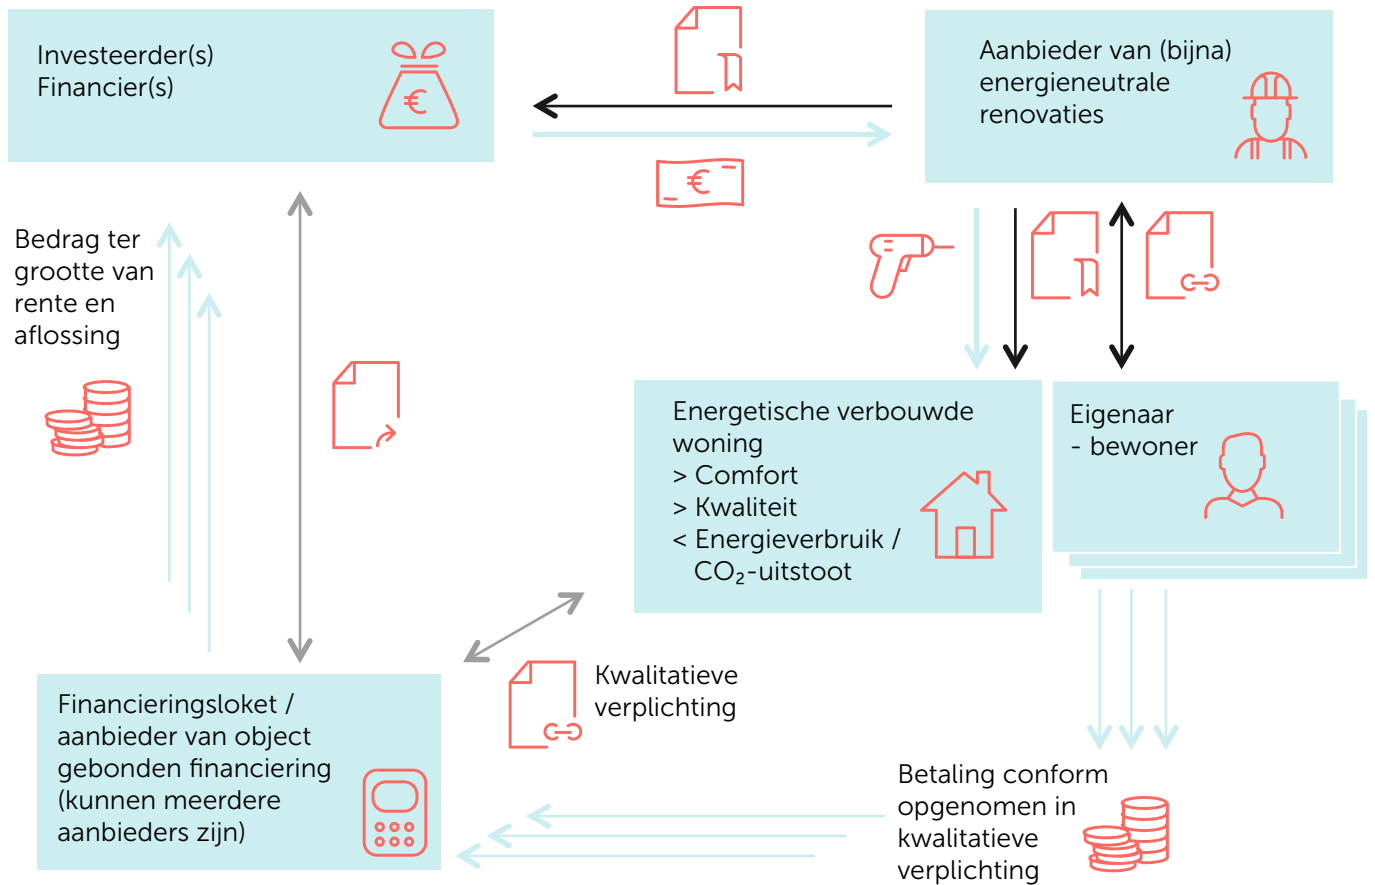 Investeerder(s)
Financier(s)
€
€
Aanbieder van (bijna)
energieneutrale
renovaties
Bedrag ter
grootte van
rente en
aflossing
Energetische verbouwde
woning
> Comfort
> Kwaliteit
< Energieverbruik /
CO₂-uitstoot
Eigenaar
- bewoner
Kwalitatieve
verplichting
Financieringsloket /
aanbieder van object
gebonden financiering
(kunnen meerdere
aanbieders zijn)
Betaling conform
opgenomen in
kwalitatieve
verplichting